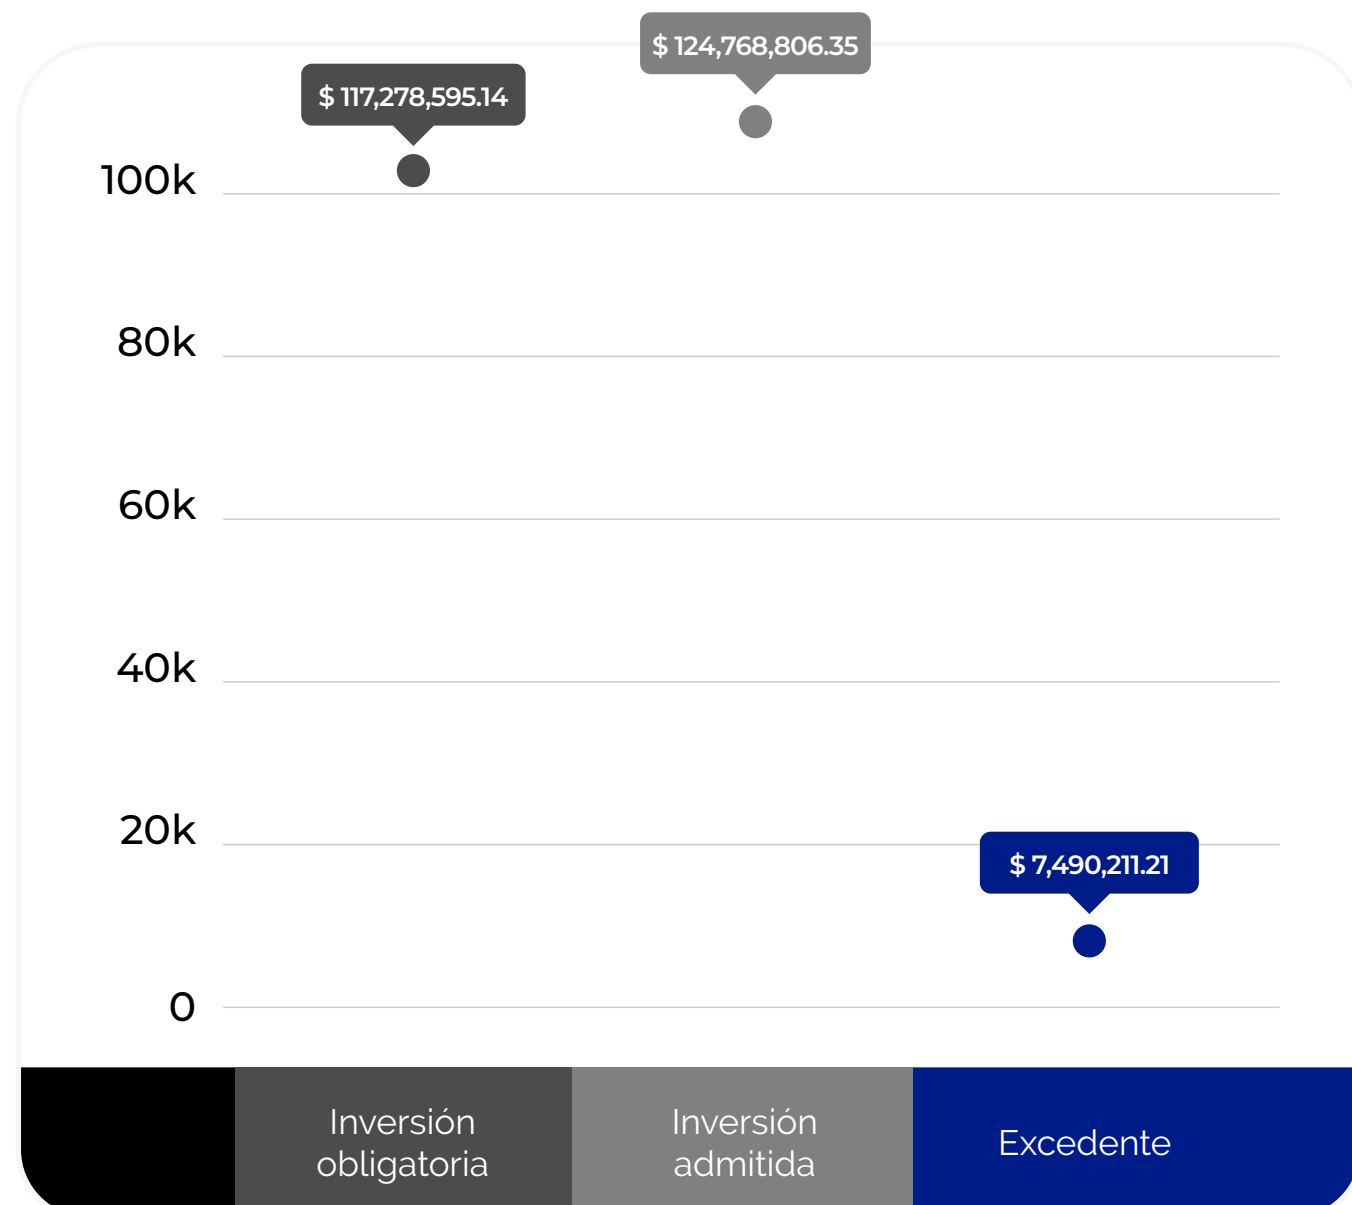 $ 124,768,806.35
$ 117,278,595.14
100k
80k
60k
40k
20k
$ 7,490,211.21
0
Inversión
obligatoria
Inversión
admitida
Excedente